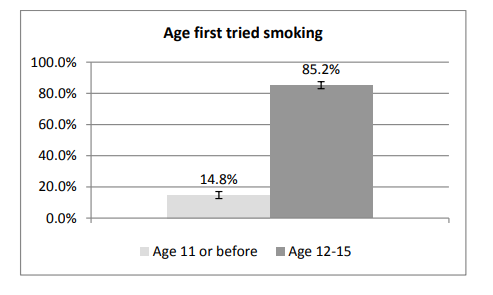 Age first tried smoking
100.0%
80.0%
60.0%
40.0%
20.0%
0.0%
14.8%
85.2%
Age 11 or before
Age 12-15